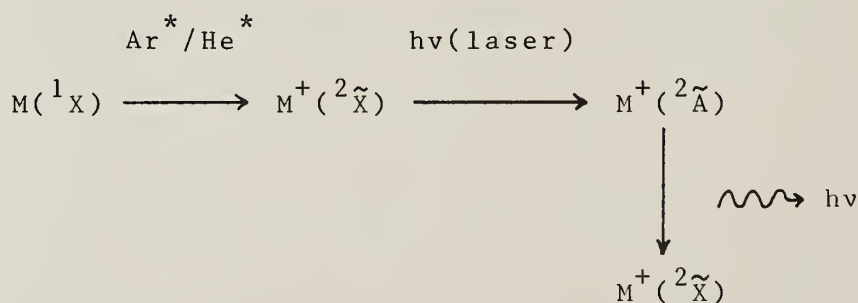 Ar*/He* hν(laser)
M(¹X) ⟶ M⁺(²X̃) ⟶ M⁺(²Ã)
hν
M⁺(²X̃)